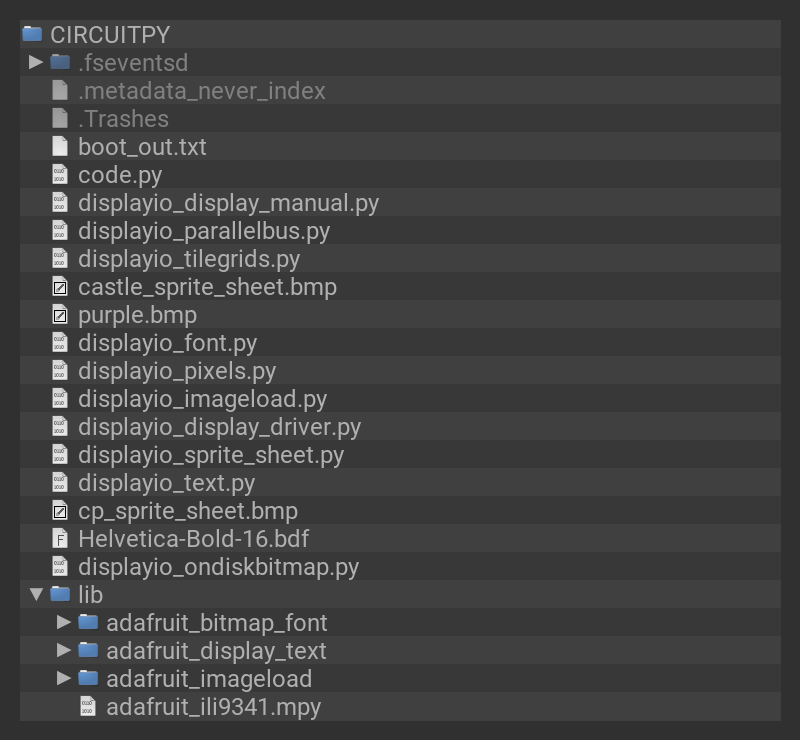 CIRCUITPY
.fseventsd
.metadata_never_index
.Trashes
boot_out.txt
code.py
displayio_display_manual.py
displayio_parallelbus.py
displayio_tilegrids.py
castle_sprite_sheet.bmp
purple.bmp
displayio_font.py
displayio_pixels.py
displayio_imageload.py
displayio_display_driver.py
displayio_sprite_sheet.py
displayio_text.py
cp_sprite_sheet.bmp
Helvetica-Bold-16.bdf
displayio_ondiskbitmap.py
lib
adafruit_bitmap_font
adafruit_display_text
adafruit_imageload
adafruit_ili9341.mpy